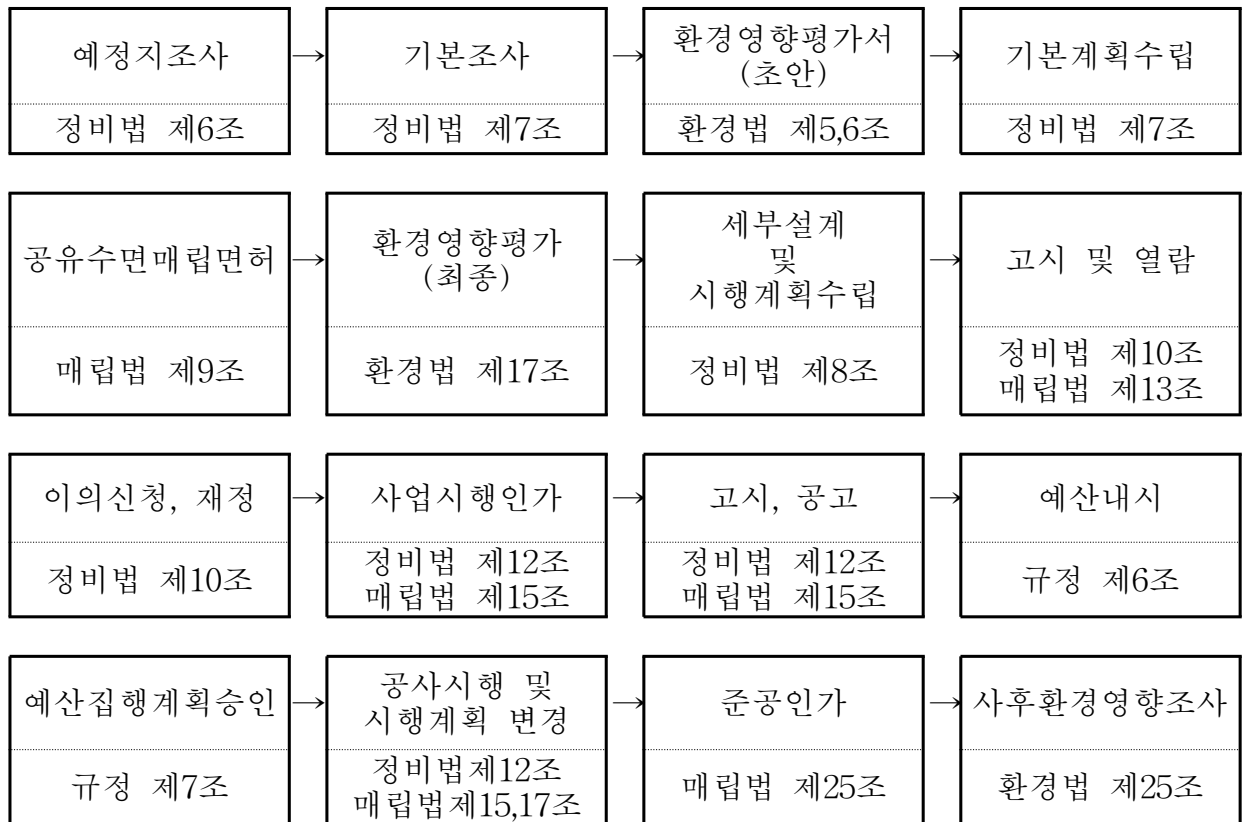 예정지조사 → 기본조사 → 환경영향평가서 (초안) → 기본계획수립
정비법 제6조 정비법 제7조 환경법 제5,6조 정비법 제7조
공유수면매립면허 → 환경영향평가 (최종) → 세부설계 및 시행계획수립 → 고시 및 열람
매립법 제9조 환경법 제17조 정비법 제8조 정비법 제10조 매립법 제13조
이의신청, 재정 → 사업시행인가 → 고시, 공고 → 예산내시
정비법 제10조 정비법 제12조 매립법 제15조 정비법 제12조 매립법 제15조 규정 제6조
예산집행계획승인 → 공사시행 및 시행계획 변경 → 준공인가 → 사후환경영향조사
규정 제7조 정비법제12조 매립법제15,17조 매립법 제25조 환경법 제25조